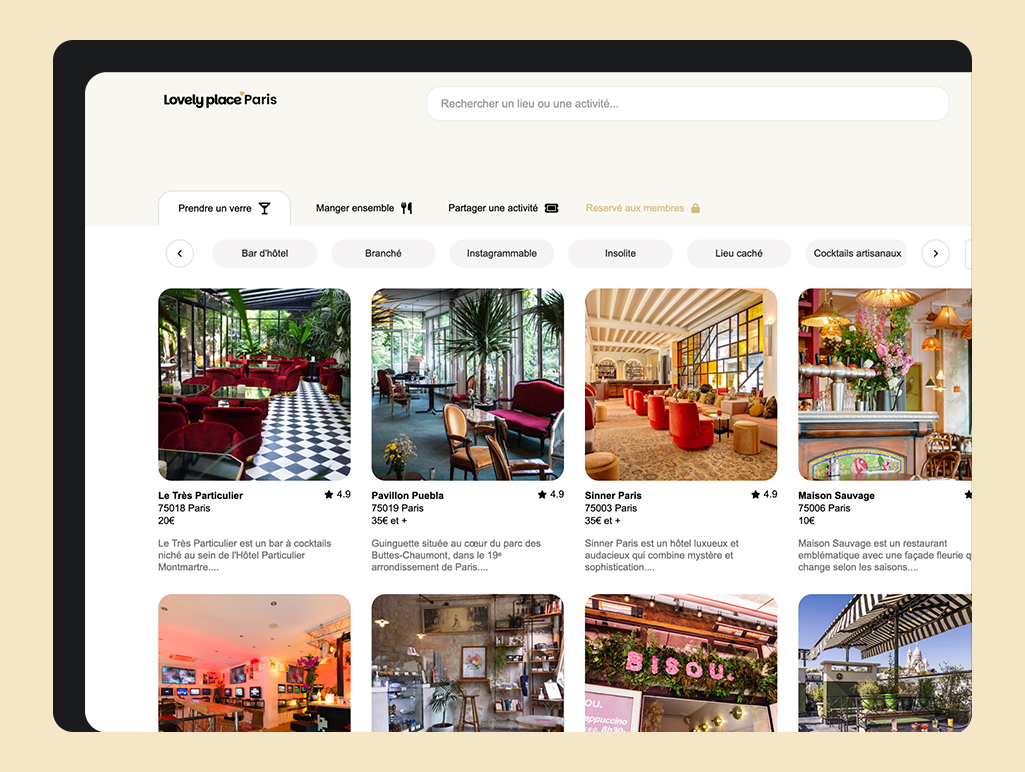 Lovely place Paris
Rechercher un lieu ou une activité...
Prendre un verre
Manger ensemble
Partager une activité
Reservé aux membres
Bar d'hôtel
Branché
Instagrammable
Insolite
Lieu caché
Cocktails artisanaux
Le Très Particulier
4.9
75018 Paris
20€
Le Très Particulier est un bar à cocktails
niché au sein de l'Hôtel Particulier
Montmartre....
Pavillon Puebla
4.9
75019 Paris
35€ et +
Guinguette située au cœur du parc des
Buttes-Chaumont, dans le 19e
arrondissement de Paris....
Sinner Paris
4.9
75003 Paris
35€ et +
Sinner Paris est un hôtel luxueux et
audacieux qui combine mystère et
sophistication....
Maison Sauvage
75006 Paris
10€
Maison Sauvage est un restaurant
emblématique avec une façade fleurie q
change selon les saisons....
BISOU.
ou.
appuccino